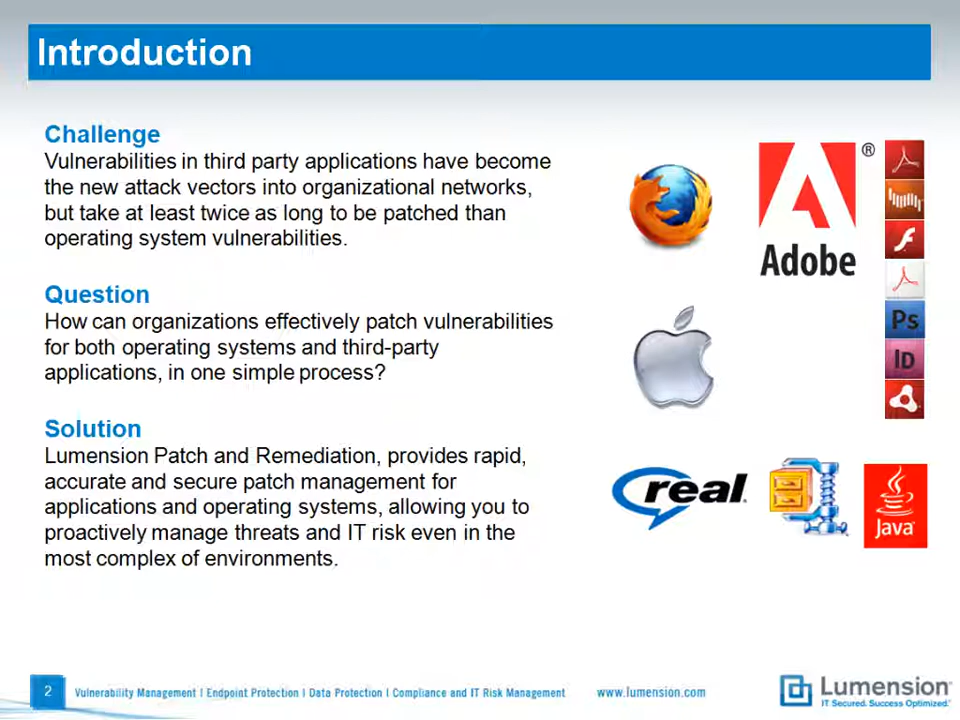 Introduction
Challenge
Vulnerabilities in third party applications have become
the new attack vectors into organizational networks,
but take at least twice as long to be patched than
operating system vulnerabilities.
Question
How can organizations effectively patch vulnerabilities
for both operating systems and third-party
applications, in one simple process?
Solution
Lumension Patch and Remediation, provides rapid,
accurate and secure patch management for
applications and operating systems, allowing you to
proactively manage threats and IT risk even in the
most complex of environments.
®
Adobe
Ps
ID
real.
Java
2
Vulnerability Management | Endpoint Protection | Data Protection | Compliance and IT Risk Management
www.lumension.com
Lumension
IT Secured. Success Optimized.